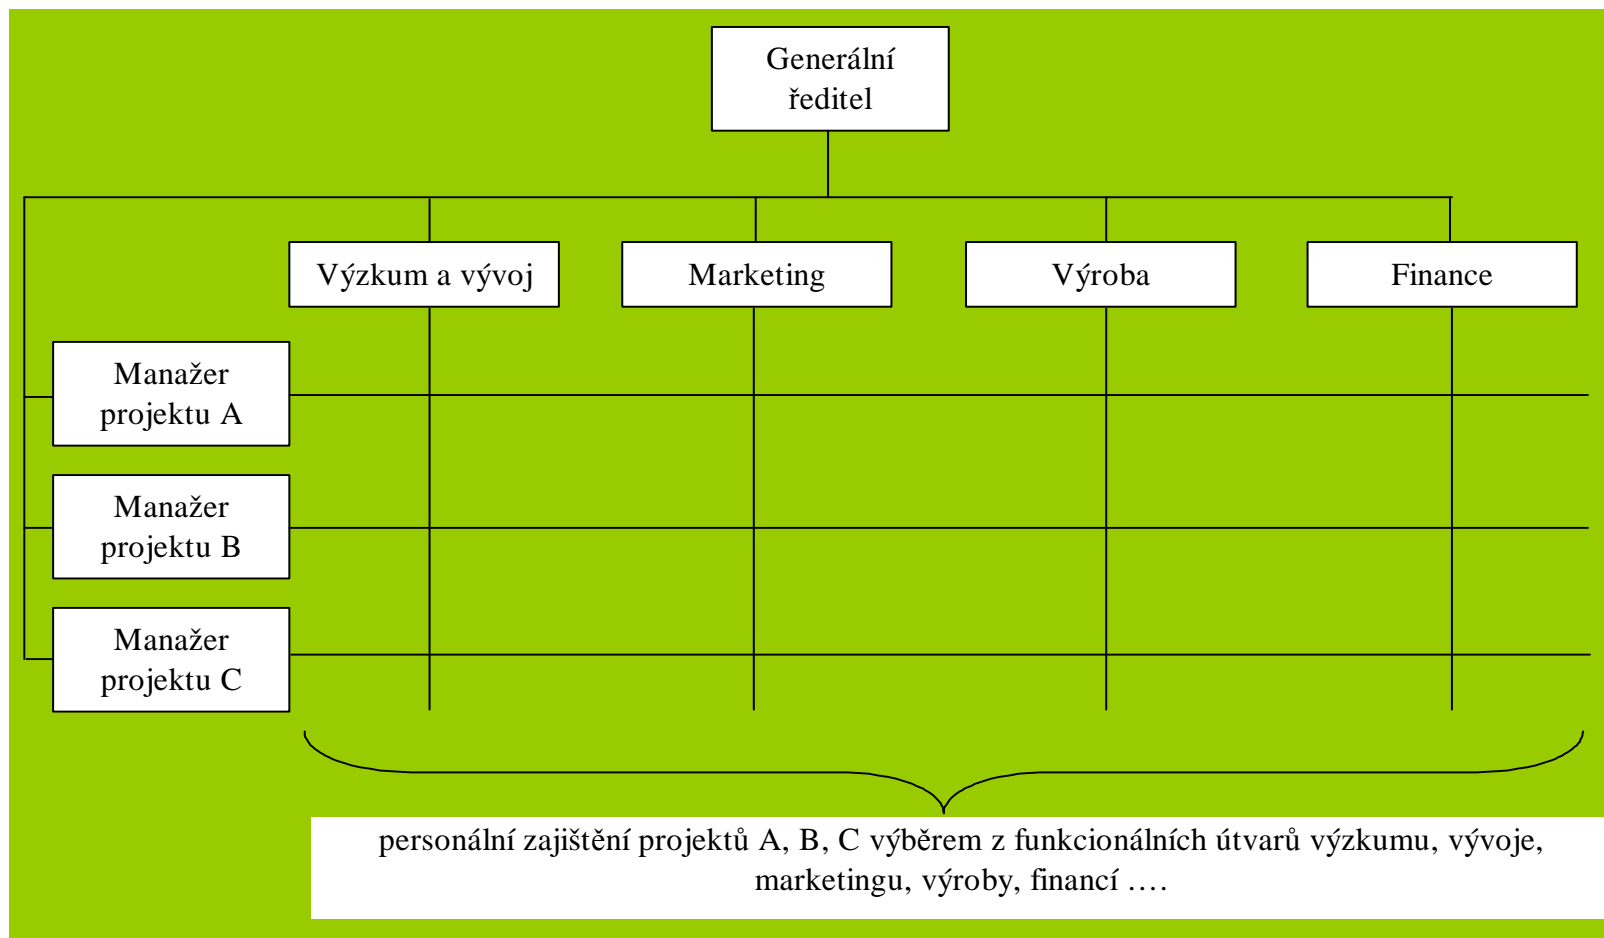 Generální
ředitel
Výzkum a vývoj
Marketing
Výroba
Finance
Manažer
projektu A
Manažer
projektu B
Manažer
projektu C
personální zajištění projektů A, B, C výběrem z funkcionálních útvarů výzkumu, vývoje,
marketingu, výroby, financí ….